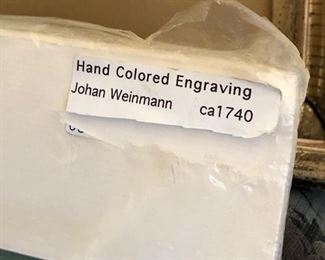 Hand Colored Engraving
Johan Weinmann ca1740